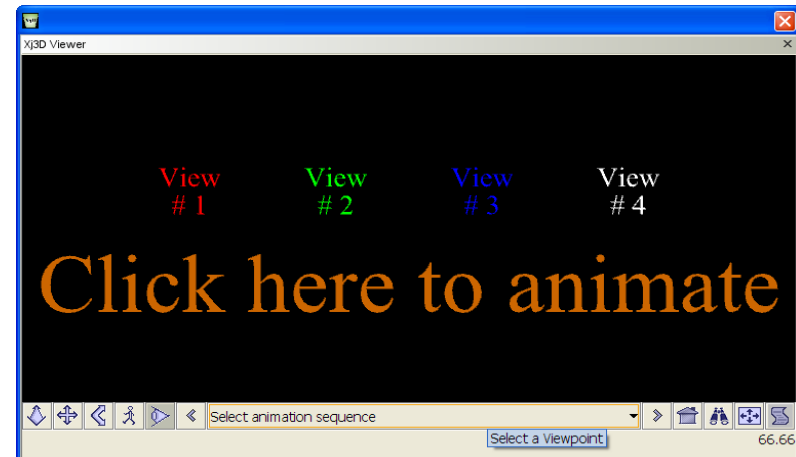 Xj3D Viewer
View View View View
# 1 # 2 # 3 # 4
Click here to animate
Select animation sequence
Select a Viewpoint
66.66